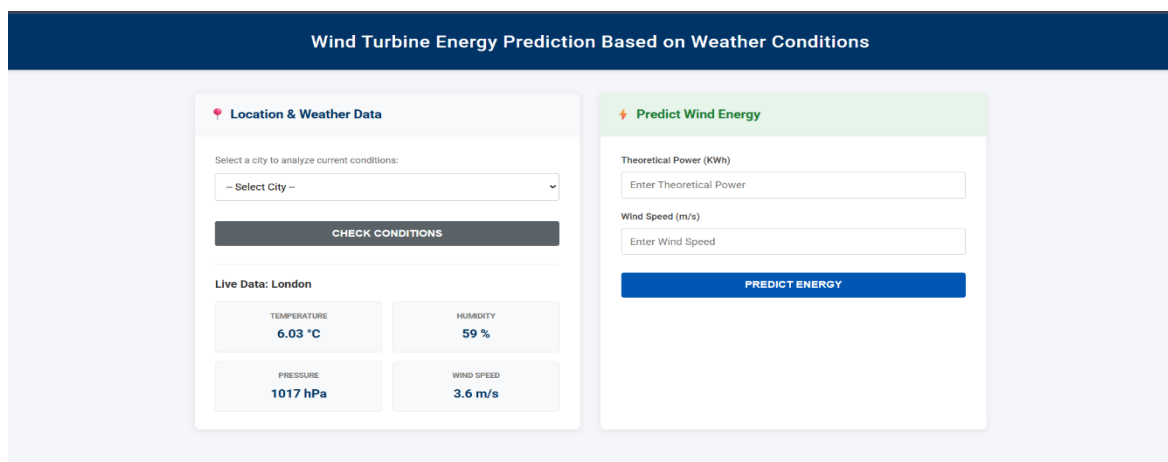 Wind Turbine Energy Prediction Based on Weather Conditions
Location & Weather Data
Select a city to analyze current conditions:
-- Select City --
CHECK CONDITIONS
Live Data: London
TEMPERATURE
6.03 °C
HUMIDITY
59 %
PRESSURE
1017 hPa
WIND SPEED
3.6 m/s
Predict Wind Energy
Theoretical Power (KWh)
Enter Theoretical Power
Wind Speed (m/s)
Enter Wind Speed
PREDICT ENERGY